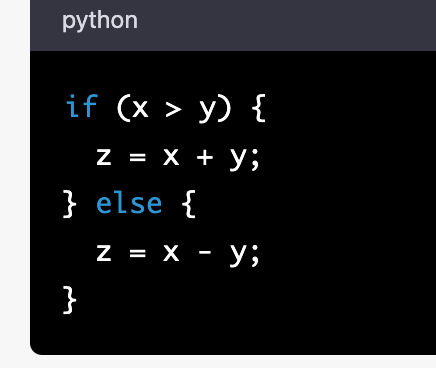 python
if (x > y) {
  z = x + y;
} else {
  z = x - y;
}